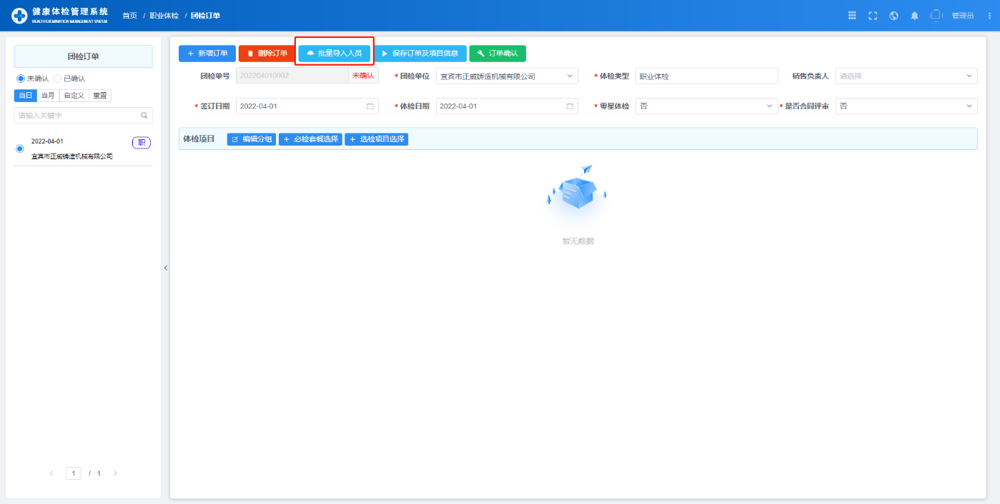 健康体检管理系统
HEALTH EXEMINATION MANAGEMENT SYATEM
首页 / 职业体检 / 团检订单
管理员
团检订单
未确认 已确认
当日 当月 自定义 重置
请输入关键字
2022-04-01 职
宜宾市正威铸造机械有限公司
1 / 1
新增订单 删除订单 批量导入人员 保存订单及项目信息 订单确认
团检单号 202204010002 未确认 * 团检单位 宜宾市正威铸造机械有限公司 * 体检类型 职业体检 销售负责人 请选择
* 签订日期 2022-04-01 * 体检日期 2022-04-01 * 零星体检 否 * 是否合同评审 否
体检项目 编辑分组 + 必检套餐选择 + 选检项目选择
暂无数据